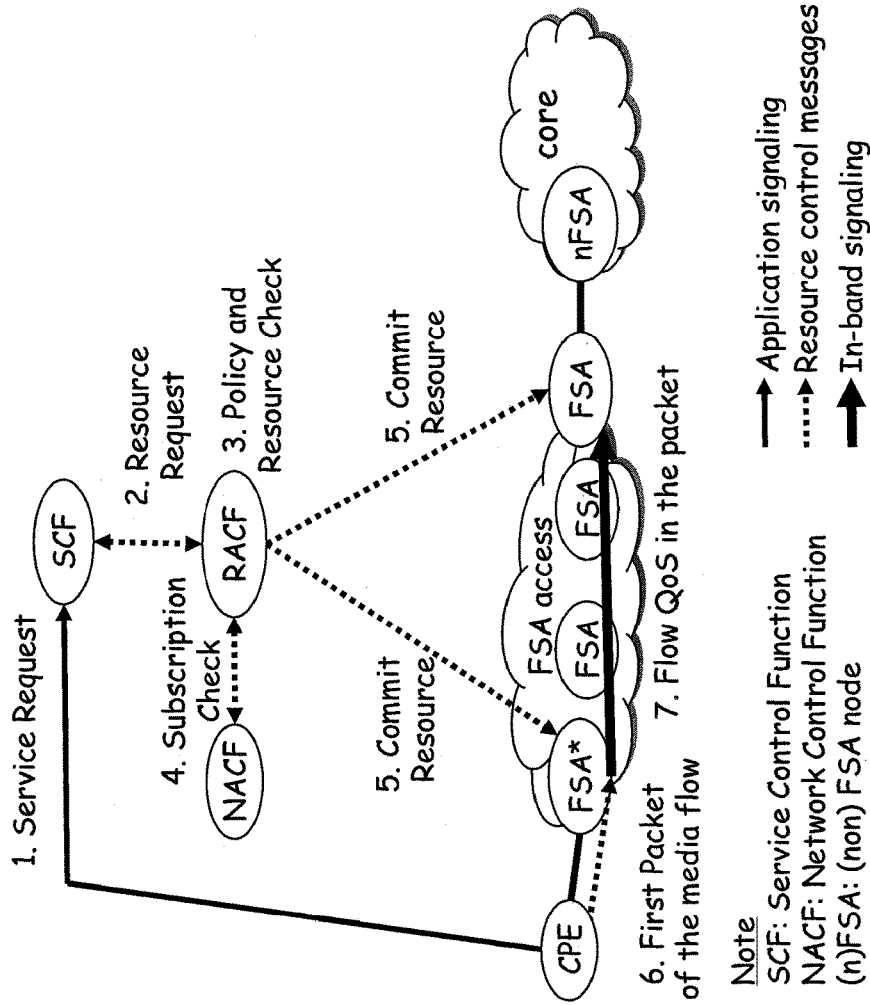 1. Service Request
SCF
2. Resource
Request
4. Subscription
Check
NACF
RACF
3. Policy and
Resource Check
5. Commit
Resource
5. Commit
Resource
FSA access
core
CPE
FSA*
FSA
FSA
FSA
nFSA
6. First Packet
of the media flow
7. Flow QoS in the packet
Note
SCF: Service Control Function
NACF: Network Control Function
(n)FSA: (non) FSA node
Application signaling
Resource control messages
In-band signaling